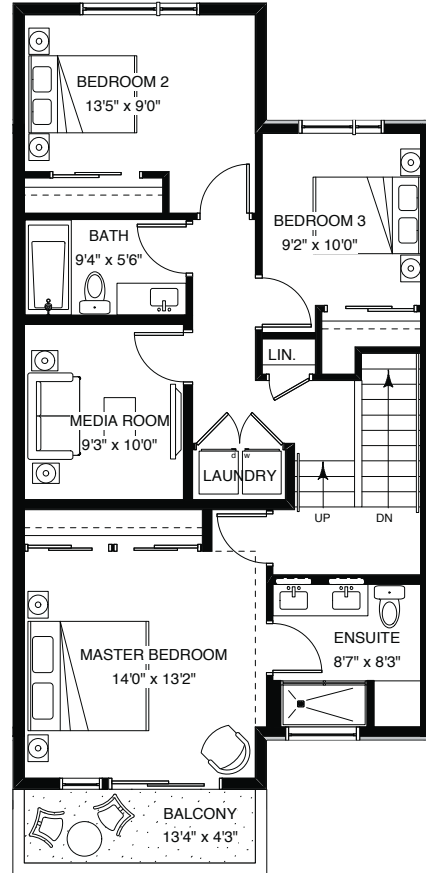 BEDROOM 2
13'5" x 9'0"
BEDROOM 3
9'2" x 10'0"
BATH
9'4" x 5'6"
LIN.
MEDIA ROOM
9'3" x 10'0"
d w
LAUNDRY
UP DN
ENSUITE
8'7" x 8'3"
MASTER BEDROOM
14'0" x 13'2"
BALCONY
13'4" x 4'3"